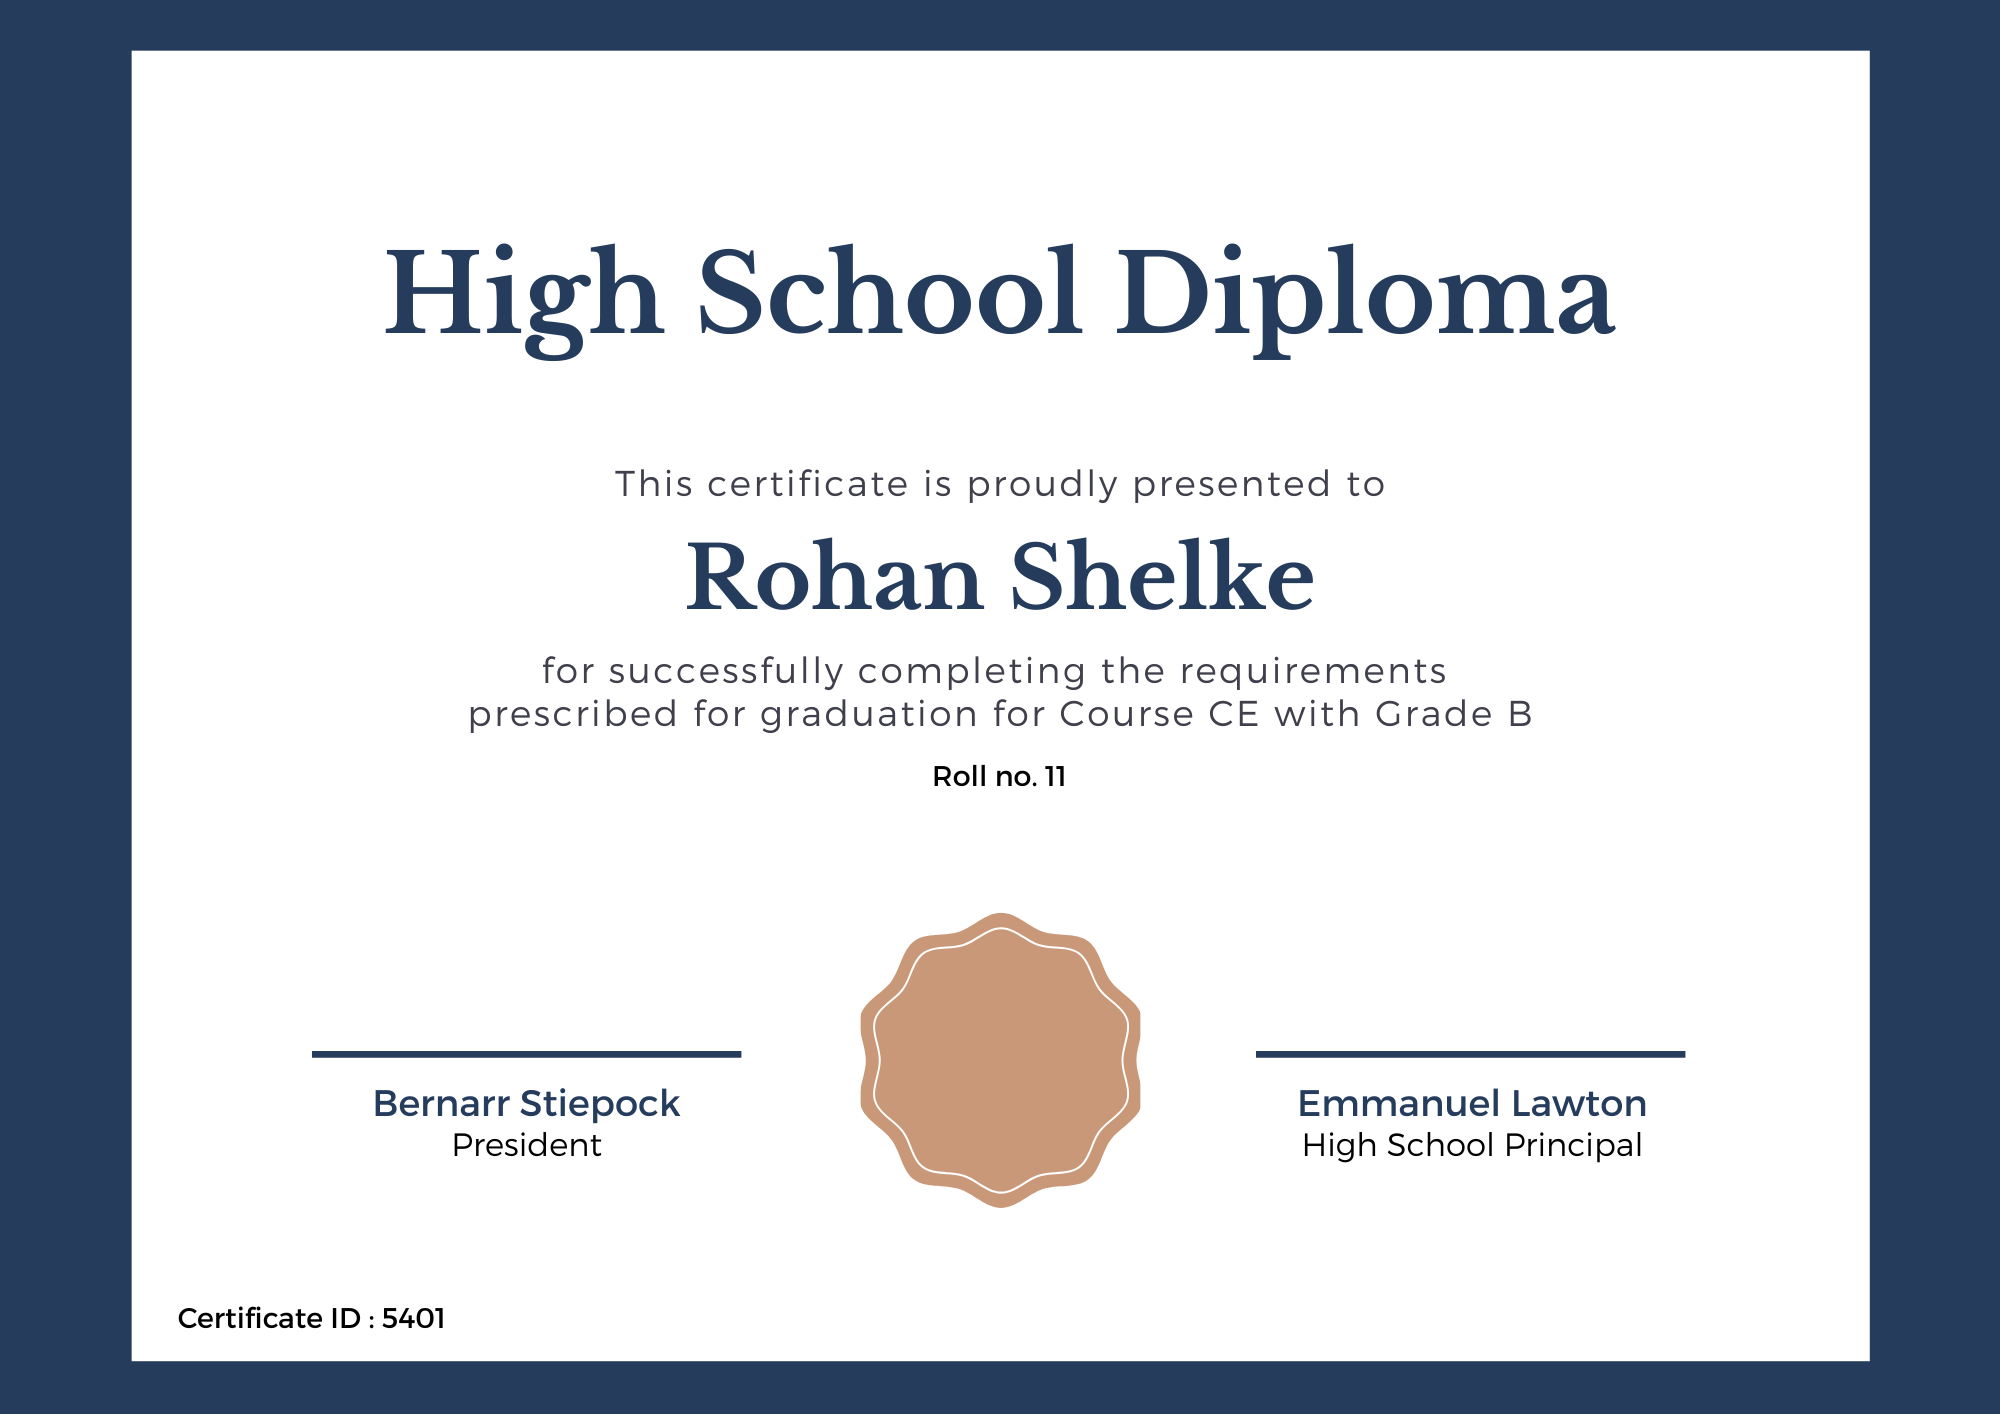 High School Diploma
This certificate is proudly presented to
Rohan Shelke
for successfully completing the requirements
prescribed for graduation for Course CE with Grade B
Roll no. 11
Bernarr Stiepock
President
Emmanuel Lawton
High School Principal
Certificate ID : 5401